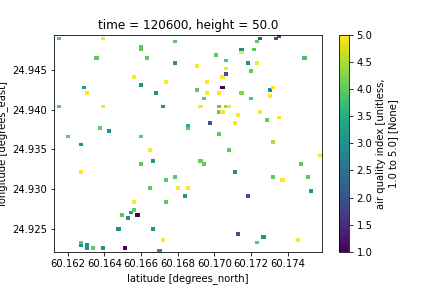 time = 120600, height = 50.0
24.945
24.940
24.935
24.930
24.925
longitude [degrees_east]
60.162 60.164 60.166 60.168 60.170 60.172 60.174
latitude [degrees_north]
5.0
4.5
4.0
3.5
3.0
2.5
2.0
1.5
1.0
air quality index [unitless,
1.0 to 5.0] [None]